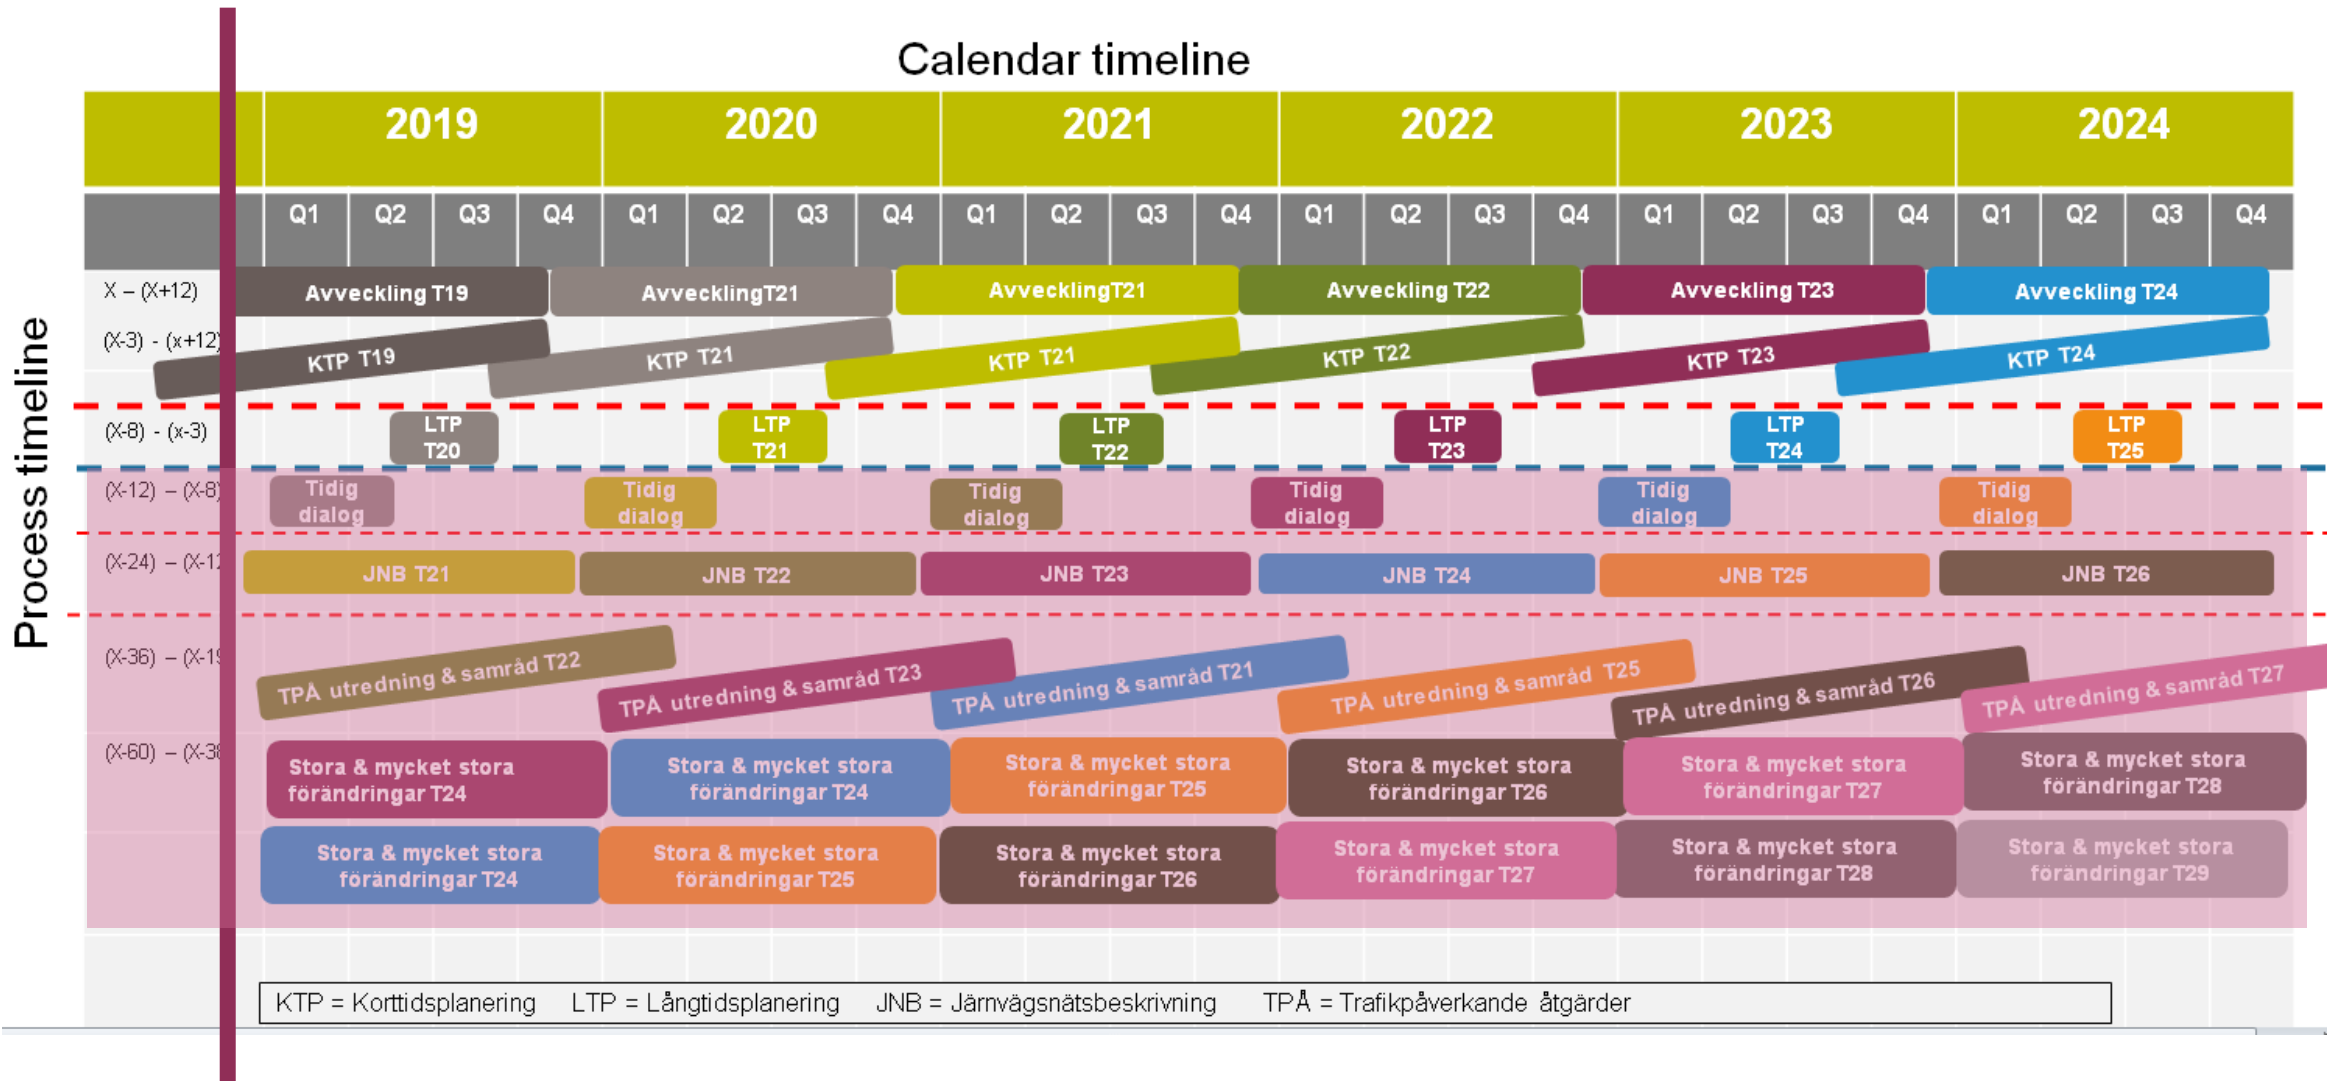 Calendar timeline
Process timeline
2019 2020 2021 2022 2023 2024
Q1 Q2 Q3 Q4 Q1 Q2 Q3 Q4 Q1 Q2 Q3 Q4 Q1 Q2 Q3 Q4 Q1 Q2 Q3 Q4 Q1 Q2 Q3 Q4
X – (X+12) Avveckling T19 AvvecklingT21 AvvecklingT21 Avveckling T22 Avveckling T23 Avveckling T24
(X-3) - (x+12) KTP T19 KTP T21 KTP T21 KTP T22 KTP T23 KTP T24
(X-8) - (x-3)
LTP
T20
LTP
T21
LTP
T22
LTP
T23
LTP
T24
LTP
T25
(X-12) – (X-8)
Tidig
dialog
Tidig
dialog
Tidig
dialog
Tidig
dialog
Tidig
dialog
Tidig
dialog
(X-24) – (X-12 JNB T21 JNB T22 JNB T23 JNB T24 JNB T25 JNB T26
(X-36) – (X-19 TPÅ utredning & samråd T22 TPÅ utredning & samråd T23 TPÅ utredning & samråd T21 TPÅ utredning & samråd T25 TPÅ utredning & samråd T26 TPÅ utredning & samråd T27
(X-60) – (X-38
Stora & mycket stora
förändringar T24
Stora & mycket stora
förändringar T24
Stora & mycket stora
förändringar T25
Stora & mycket stora
förändringar T26
Stora & mycket stora
förändringar T27
Stora & mycket stora
förändringar T28
Stora & mycket stora
förändringar T24
Stora & mycket stora
förändringar T25
Stora & mycket stora
förändringar T26
Stora & mycket stora
förändringar T27
Stora & mycket stora
förändringar T28
Stora & mycket stora
förändringar T29
KTP = Korttidsplanering LTP = Långtidsplanering JNB = Järnvägsnätsbeskrivning TPÅ = Trafikpåverkande åtgärder